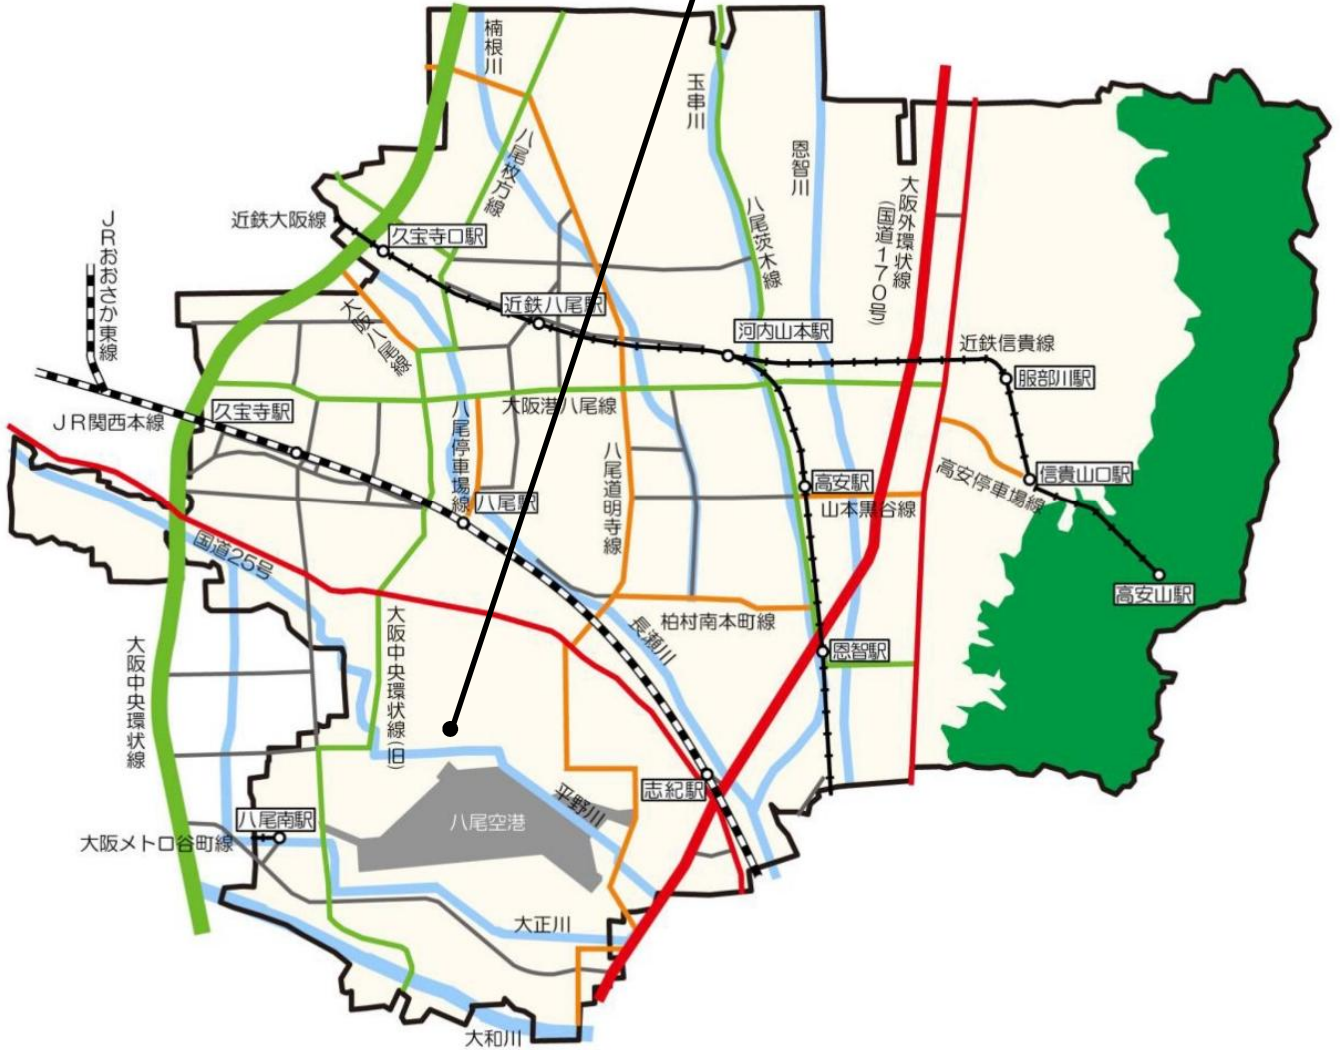 楠根川
玉串川
恩智川
八尾枚方線
八尾茨木線
大阪外環状線
(国道170号)
JRおおさか東線
近鉄大阪線
久宝寺口駅
近鉄八尾駅
大阪八尾線
河内山本駅
近鉄信貴線
服部川駅
JR関西本線
久宝寺駅
八尾停車場線
大阪港八尾線
八尾道明寺線
八尾駅
高安駅
山本黒谷線
高安停車場線
信貴山口駅
高安山駅
国道25号
大阪中央環状線(旧)
長瀬川
柏村南本町線
恩智駅
大阪中央環状線
平野川
志紀駅
八尾南駅
八尾空港
大阪メトロ谷町線
大正川
大和川